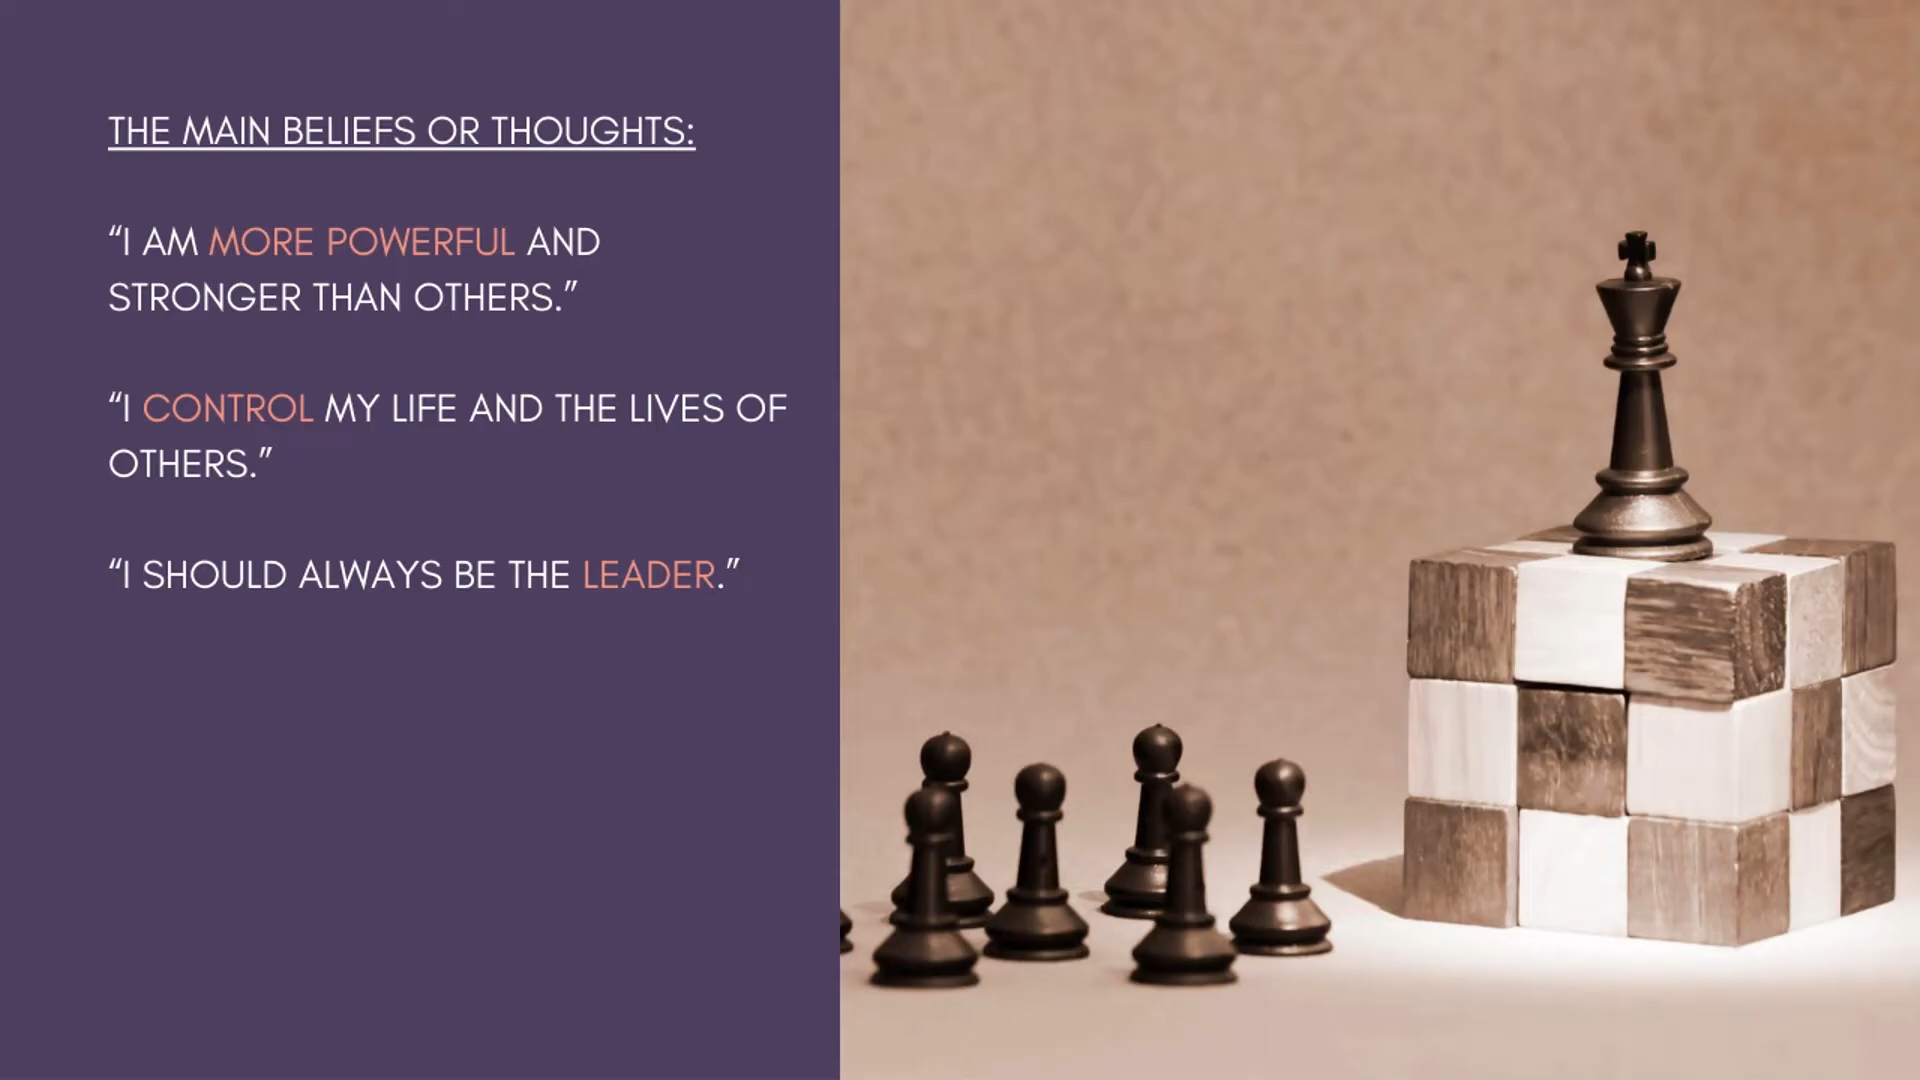 THE MAIN BELIEFS OR THOUGHTS:
“I AM MORE POWERFUL AND
STRONGER THAN OTHERS.”
“I CONTROL MY LIFE AND THE LIVES OF
OTHERS.”
“I SHOULD ALWAYS BE THE LEADER.”